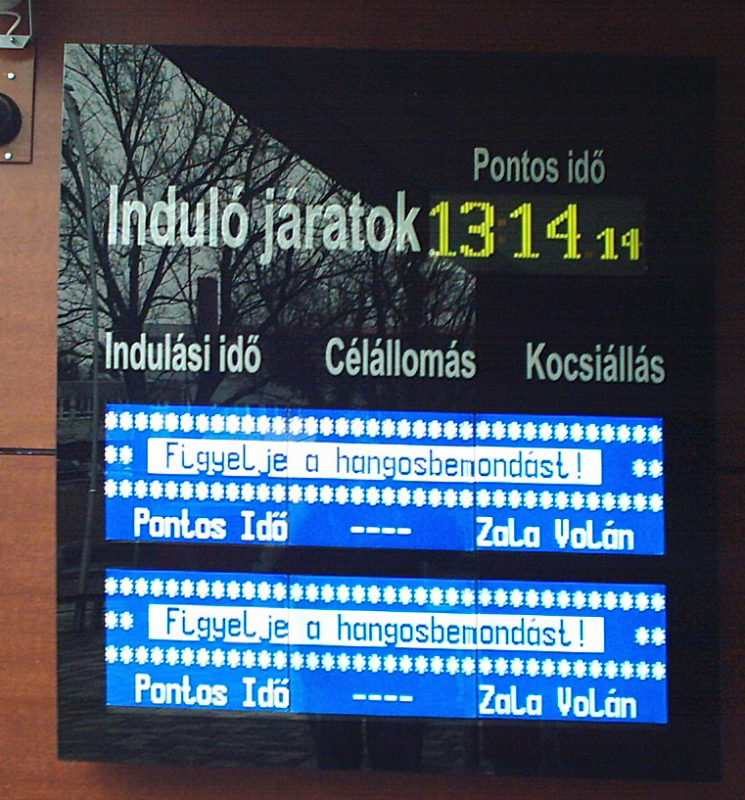 Pontos idő
Induló járatok 13:14.14
Indulási idő Célállomás Kocsiállás
************************************
** Figyelje a hangosbemondást! **
************************************
Pontos Idő ---- Zala Volán
************************************
** Figyelje a hangosbemondást! **
************************************
Pontos Idő ---- Zala Volán